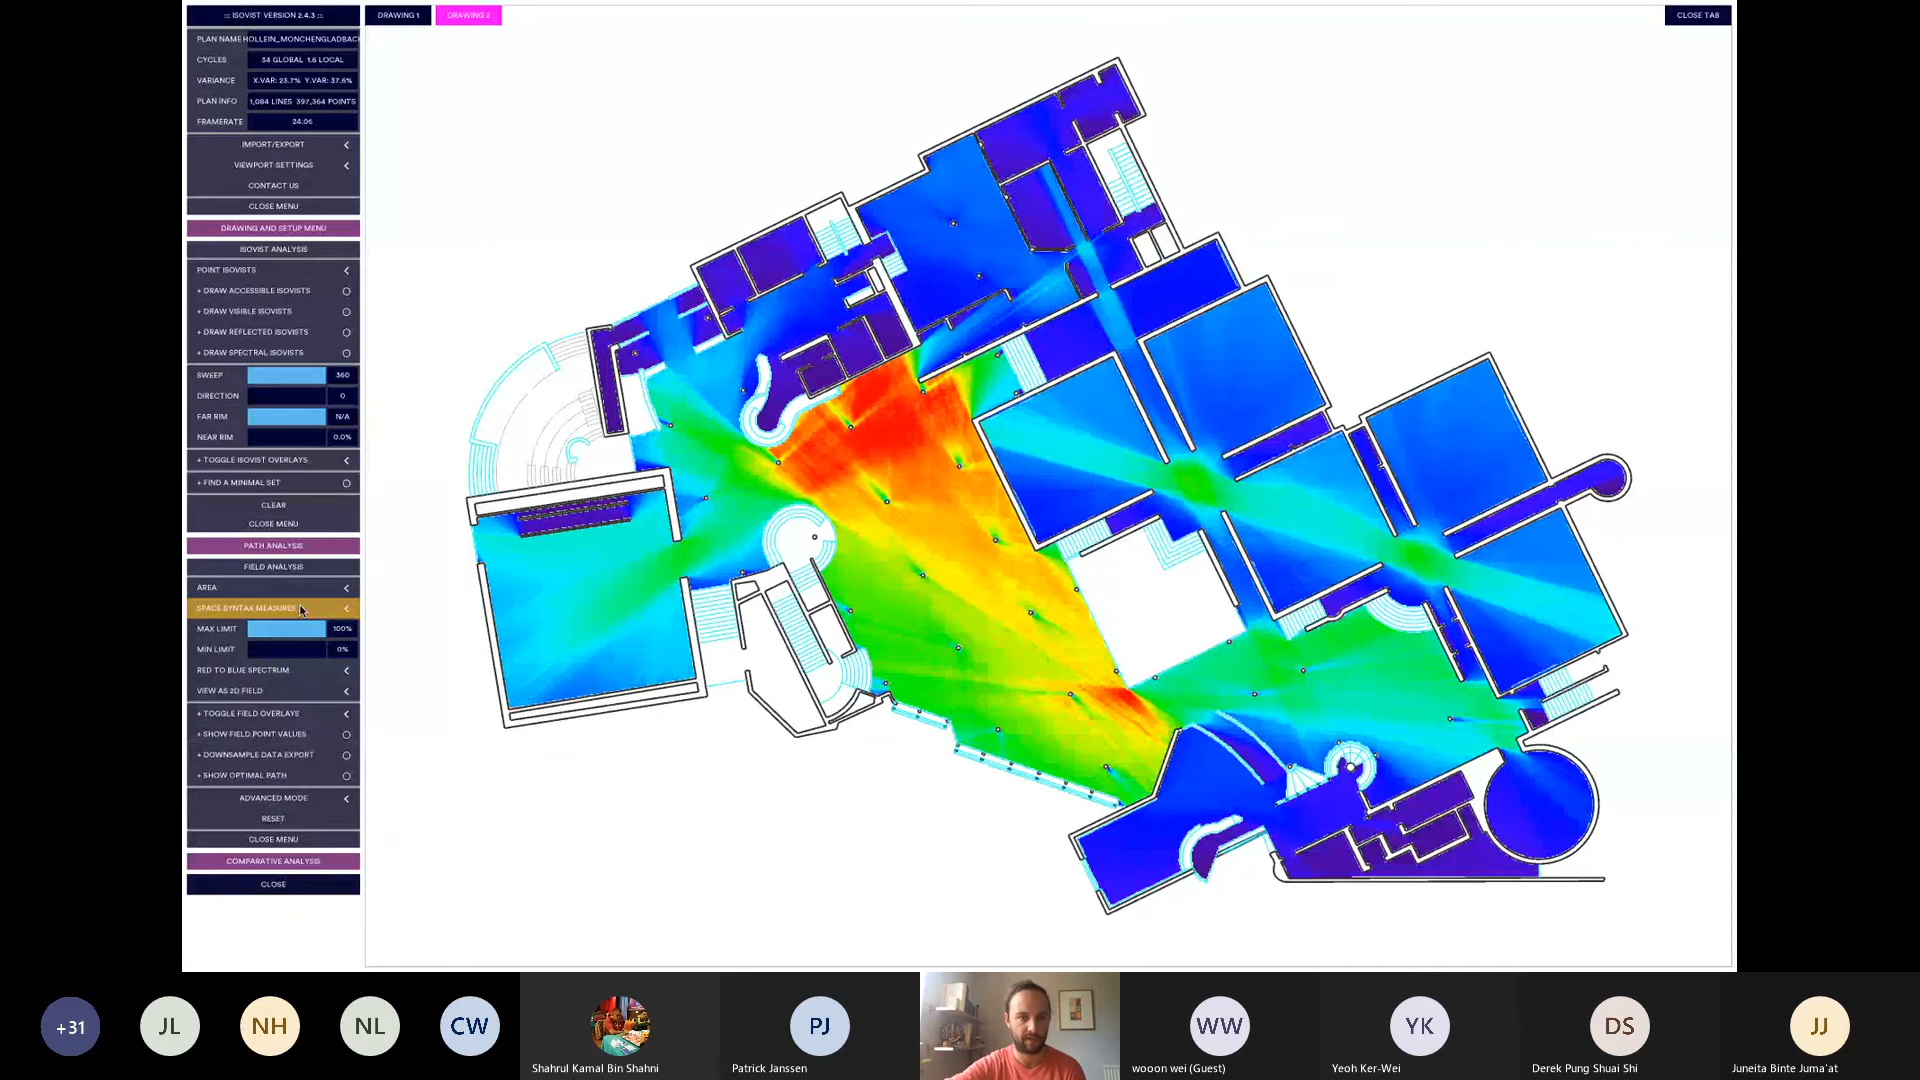 ::: ISOVIST VERSION 2.4.3 :::
DRAWING 1
DRAWING 2
CLOSE TAB
PLAN NAME HOLLEIN_MONCHENGLADBACH
CYCLES 34 GLOBAL 1.6 LOCAL
VARIANCE X.VAR: 23.7% Y.VAR: 37.6%
PLAN INFO 1,084 LINES 397,364 POINTS
FRAMERATE 24.06
IMPORT/EXPORT
VIEWPORT SETTINGS
CONTACT US
CLOSE MENU
DRAWING AND SETUP MENU
ISOVIST ANALYSIS
POINT ISOVISTS
+ DRAW ACCESSIBLE ISOVISTS
+ DRAW VISIBLE ISOVISTS
+ DRAW REFLECTED ISOVISTS
+ DRAW SPECTRAL ISOVISTS
SWEEP 360
DIRECTION 0
FAR RIM N/A
NEAR RIM 0.0%
+ TOGGLE ISOVIST OVERLAYS
+ FIND A MINIMAL SET
CLEAR
CLOSE MENU
PATH ANALYSIS
FIELD ANALYSIS
AREA
SPACE SYNTAX MEASURES
MAX LIMIT 100%
MIN LIMIT 0%
RED TO BLUE SPECTRUM
VIEW AS 2D FIELD
+ TOGGLE FIELD OVERLAYS
+ SHOW FIELD POINT VALUES
+ DOWNSAMPLE DATA EXPORT
+ SHOW OPTIMAL PATH
ADVANCED MODE
RESET
CLOSE MENU
COMPARATIVE ANALYSIS
CLOSE
+31
JL
NH
NL
CW
Shahrul Kamal Bin Shahni
PJ
Patrick Janssen
WW
wooon wei (Guest)
YK
Yeoh Ker-Wei
DS
Derek Pung Shuai Shi
JJ
Juneita Binte Juma'at